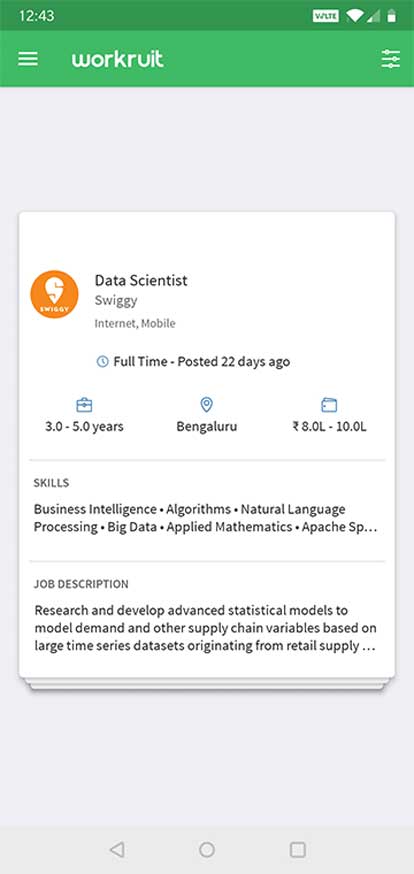 12:43
VoLTE
workruit
SWIGGY
Data Scientist
Swiggy
Internet, Mobile
Full Time - Posted 22 days ago
3.0 - 5.0 years
Bengaluru
₹ 8.0L - 10.0L
SKILLS
Business Intelligence • Algorithms • Natural Language
Processing • Big Data • Applied Mathematics • Apache Sp...
JOB DESCRIPTION
Research and develop advanced statistical models to
model demand and other supply chain variables based on
large time series datasets originating from retail supply ...